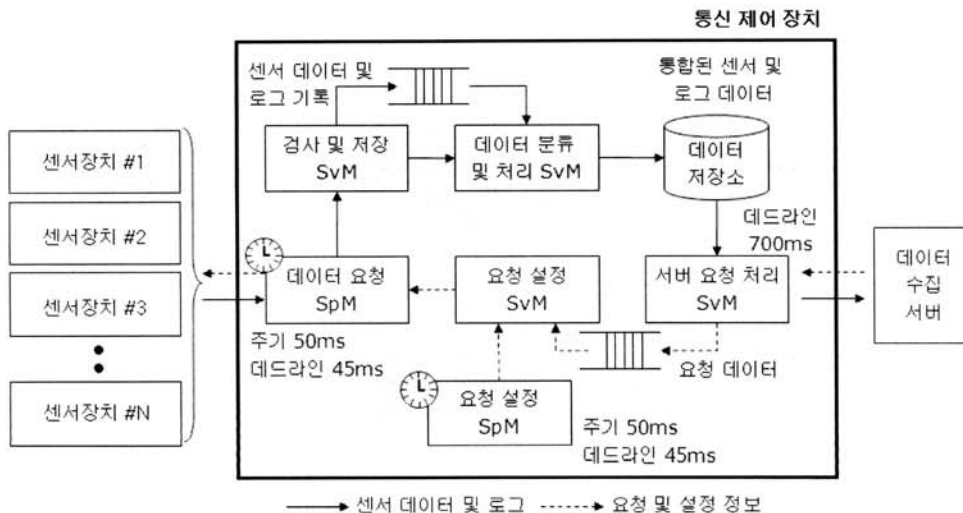 통신 제어 장치
센서 데이터 및
로그 기록
통합된 센서 및
로그 데이터
센서장치 #1
센서장치 #2
센서장치 #3
센서장치 #N
검사 및 저장
SvM
데이터 분류
및 처리 SvM
데이터
저장소
데드라인
700ms
데이터 요청
SpM
주기 50ms
데드라인 45ms
요청 설정
SvM
서버 요청 처리
SvM
데이터
수집
서버
요청 데이터
요청 설정
SpM
주기 50ms
데드라인 45ms
센서 데이터 및 로그
요청 및 설정 정보